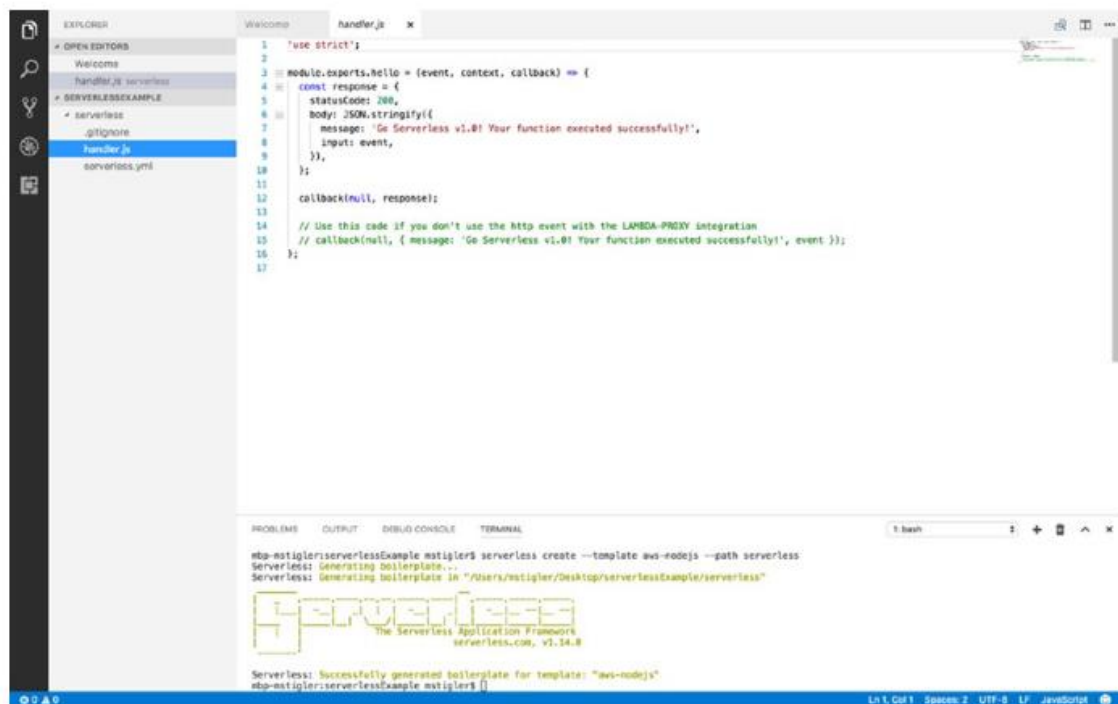 EXPLORER
OPEN EDITORS
Welcome
handler.js serverless
SERVERLESSEXAMPLE
serverless
.gitignore
handler.js
serverless.yml
Welcome handler.js ×
1 'use strict';
2
3 module.exports.hello = (event, context, callback) => {
4 const response = {
5 statusCode: 200,
6 body: JSON.stringify({
7 message: 'Go Serverless v1.0! Your function executed successfully!',
8 input: event,
9 }),
10 };
11
12 callback(null, response);
13
14 // Use this code if you don't use the http event with the LAMBDA-PROXY integration
15 // callback(null, { message: 'Go Serverless v1.0! Your function executed successfully!', event });
16 };
17
PROBLEMS OUTPUT DEBUG CONSOLE TERMINAL 1: bash
mbp-mstigler:serverlessExample mstigler$ serverless create --template aws-nodejs --path serverless
Serverless: Generating boilerplate...
Serverless: Generating boilerplate in "/Users/mstigler/Desktop/serverlessExample/serverless"
The Serverless Application Framework
serverless.com, v1.14.0
Serverless: Successfully generated boilerplate for template: "aws-nodejs"
mbp-mstigler:serverlessExample mstigler$
0 0 Ln 1, Col 1 Spaces: 2 UTF-8 LF JavaScript